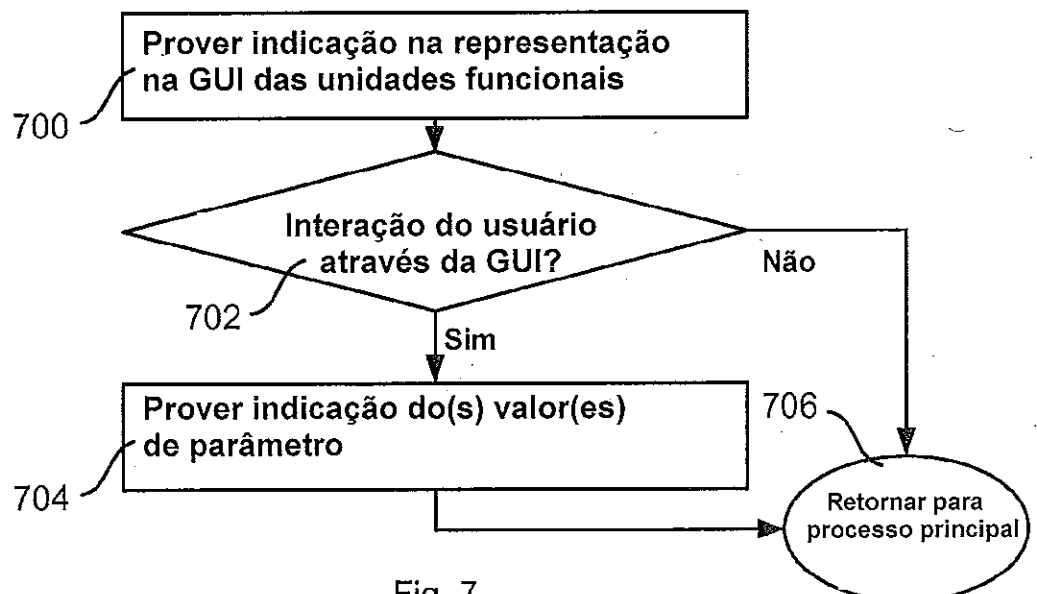 Prover indicação na representação
na GUI das unidades funcionais
700
Interação do usuário
através da GUI?
Não
702
Sim
Prover indicação do(s) valor(es)
de parâmetro
706
704
Retornar para
processo principal
Fig. 7